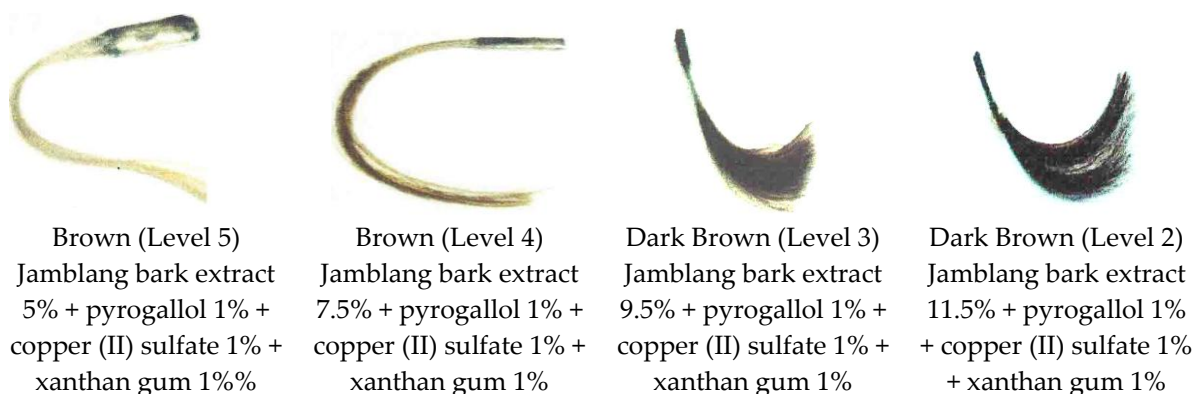 Brown (Level 5)
Jamblang bark extract
5% + pyrogallol 1% +
copper (II) sulfate 1% +
xanthan gum 1%%
Brown (Level 4)
Jamblang bark extract
7.5% + pyrogallol 1% +
copper (II) sulfate 1% +
xanthan gum 1%
Dark Brown (Level 3)
Jamblang bark extract
9.5% + pyrogallol 1% +
copper (II) sulfate 1% +
xanthan gum 1%
Dark Brown (Level 2)
Jamblang bark extract
11.5% + pyrogallol 1%
+ copper (II) sulfate 1%
+ xanthan gum 1%